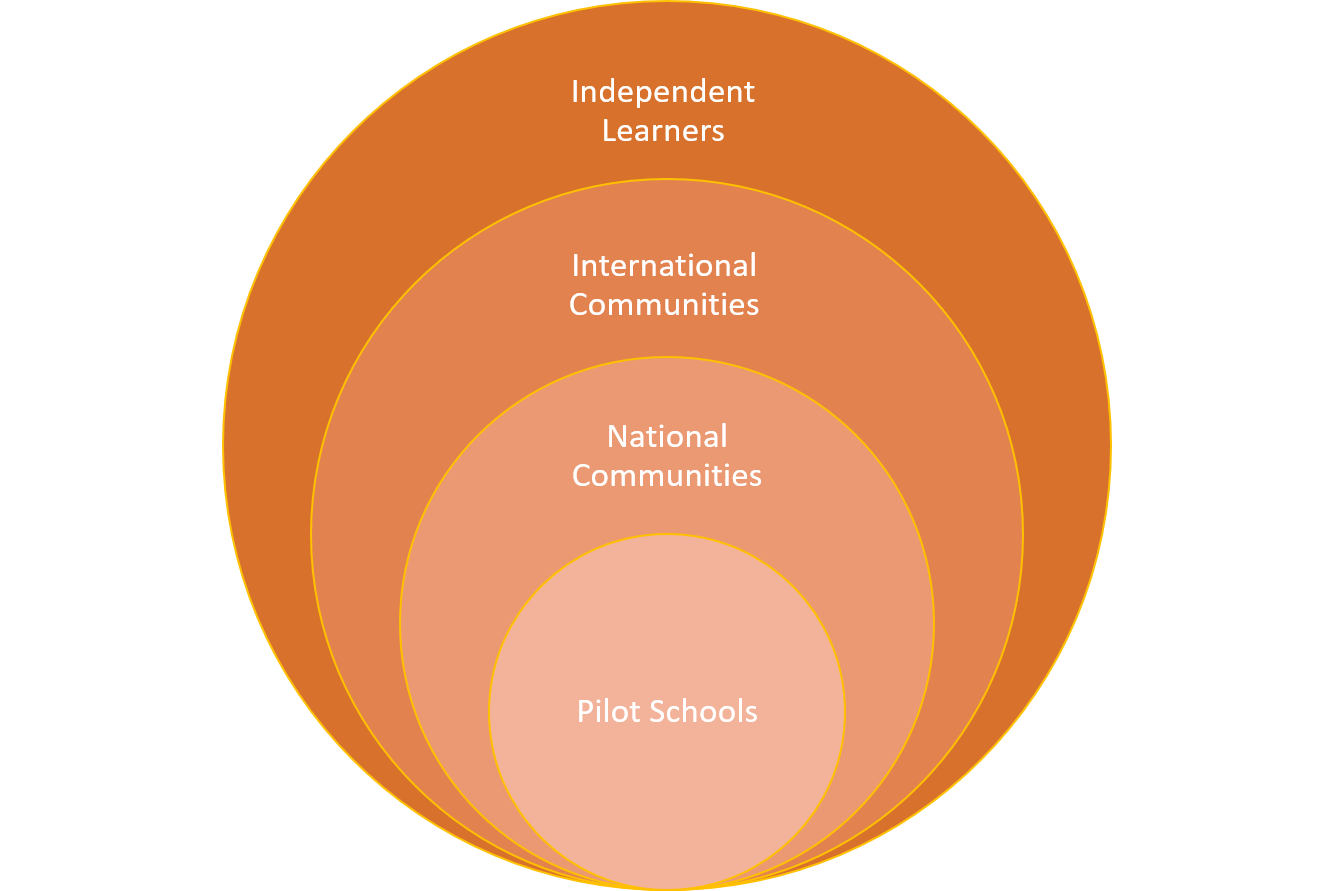 Independent
Learners
International
Communities
National
Communities
Pilot Schools